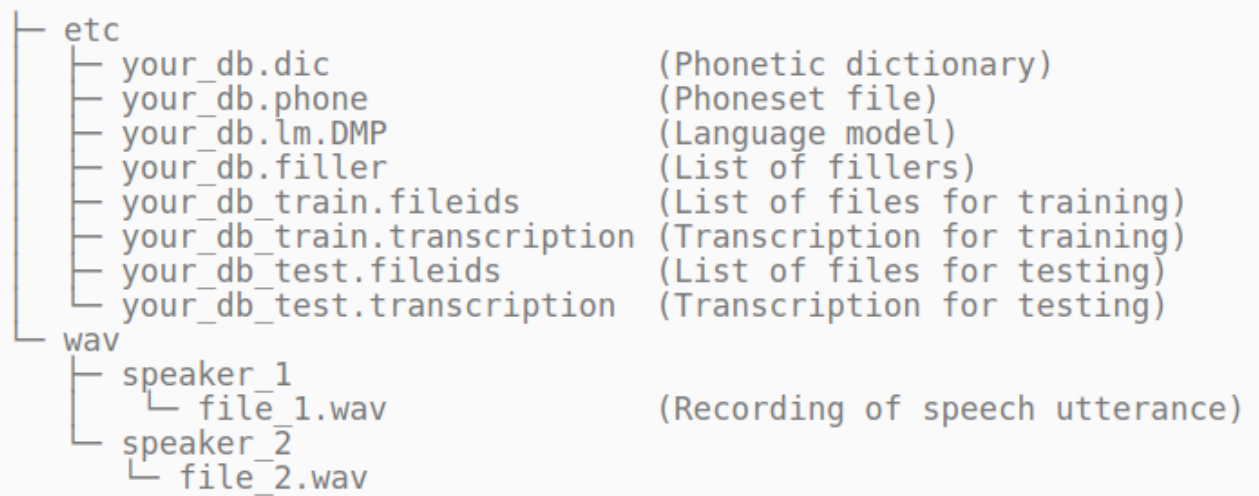 ├─ etc
│  ├─ your_db.dic                 (Phonetic dictionary)
│  ├─ your_db.phone               (Phoneset file)
│  ├─ your_db.lm.DMP              (Language model)
│  ├─ your_db.filler              (List of fillers)
│  ├─ your_db_train.fileids       (List of files for training)
│  ├─ your_db_train.transcription (Transcription for training)
│  ├─ your_db_test.fileids        (List of files for testing)
│  └─ your_db_test.transcription  (Transcription for testing)
└─ wav
   ├─ speaker_1
   │   └─ file_1.wav              (Recording of speech utterance)
   └─ speaker_2
      └─ file_2.wav